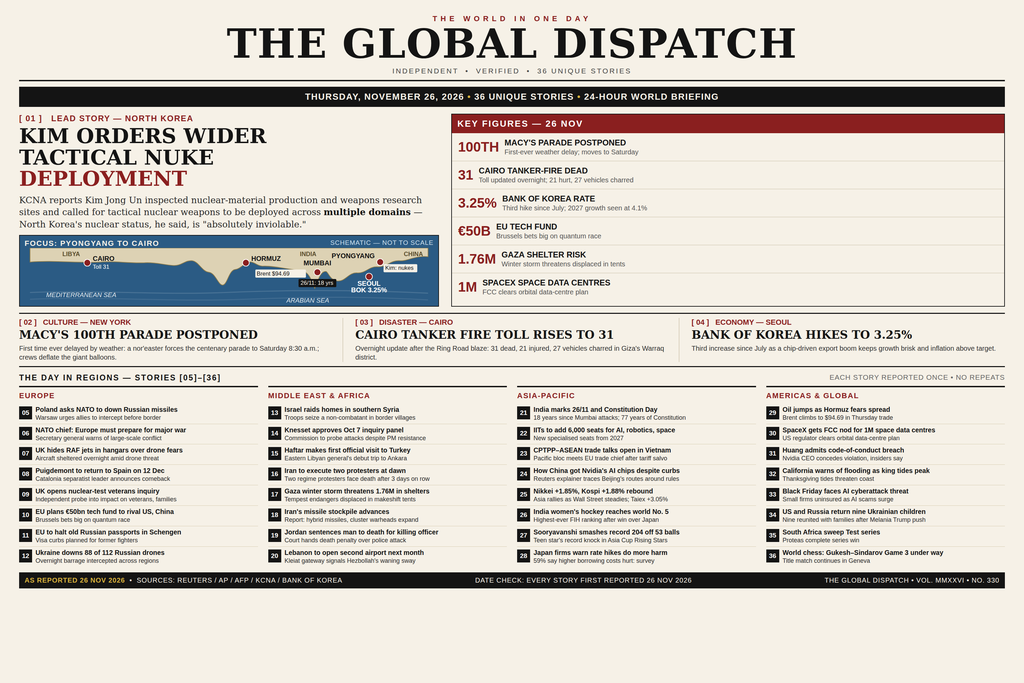 THE WORLD IN ONE DAY
THE GLOBAL DISPATCH
INDEPENDENT • VERIFIED • 36 UNIQUE STORIES
THURSDAY, NOVEMBER 26, 2026 • 36 UNIQUE STORIES • 24-HOUR WORLD BRIEFING
[ 01 ] LEAD STORY — NORTH KOREA
KIM ORDERS WIDER
TACTICAL NUKE
DEPLOYMENT
KCNA reports Kim Jong Un inspected nuclear-material production and weapons research
sites and called for tactical nuclear weapons to be deployed across multiple domains —
North Korea's nuclear status, he said, is "absolutely inviolable."
FOCUS: PYONGYANG TO CAIRO
SCHEMATIC — NOT TO SCALE
LIBYA
CAIRO
Toll 31
HORMUZ
Brent $94.69
INDIA
MUMBAI
26/11: 18 yrs
PYONGYANG
Kim: nukes
CHINA
SEOUL
BOK 3.25%
MEDITERRANEAN SEA
ARABIAN SEA
KEY FIGURES — 26 NOV
100TH MACY'S PARADE POSTPONED
First-ever weather delay; moves to Saturday
31 CAIRO TANKER-FIRE DEAD
Toll updated overnight; 21 hurt, 27 vehicles charred
3.25% BANK OF KOREA RATE
Third hike since July; 2027 growth seen at 4.1%
€50B EU TECH FUND
Brussels bets big on quantum race
1.76M GAZA SHELTER RISK
Winter storm threatens displaced in tents
1M SPACEX SPACE DATA CENTRES
FCC clears orbital data-centre plan
[ 02 ] CULTURE — NEW YORK
MACY'S 100TH PARADE POSTPONED
First time ever delayed by weather: a nor'easter forces the centenary parade to Saturday 8:30 a.m.;
crews deflate the giant balloons.
[ 03 ] DISASTER — CAIRO
CAIRO TANKER FIRE TOLL RISES TO 31
Overnight update after the Ring Road blaze: 31 dead, 21 injured, 27 vehicles charred in Giza's Warraq
district.
[ 04 ] ECONOMY — SEOUL
BANK OF KOREA HIKES TO 3.25%
Third increase since July as a chip-driven export boom keeps growth brisk and inflation above target.
THE DAY IN REGIONS — STORIES [05]–[36]
EACH STORY REPORTED ONCE • NO REPEATS
EUROPE
05 Poland asks NATO to down Russian missiles
Warsaw urges allies to intercept before border
06 NATO chief: Europe must prepare for major war
Secretary general warns of large-scale conflict
07 UK hides RAF jets in hangars over drone fears
Aircraft sheltered overnight amid drone threat
08 Puigdemont to return to Spain on 12 Dec
Catalonia separatist leader announces comeback
09 UK opens nuclear-test veterans inquiry
Independent probe into impact on veterans, families
10 EU plans €50bn tech fund to rival US, China
Brussels bets big on quantum race
11 EU to halt old Russian passports in Schengen
Visa curbs planned for former fighters
12 Ukraine downs 88 of 112 Russian drones
Overnight barrage intercepted across regions
MIDDLE EAST & AFRICA
13 Israel raids homes in southern Syria
Troops seize a non-combatant in border villages
14 Knesset approves Oct 7 inquiry panel
Commission to probe attacks despite PM resistance
15 Haftar makes first official visit to Turkey
Eastern Libyan general's debut trip to Ankara
16 Iran to execute two protesters at dawn
Two regime protesters face death after 3 days on row
17 Gaza winter storm threatens 1.76M in shelters
Tempest endangers displaced in makeshift tents
18 Iran's missile stockpile advances
Report: hybrid missiles, cluster warheads expand
19 Jordan sentences man to death for killing officer
Court hands death penalty over police attack
20 Lebanon to open second airport next month
Kleiat gateway signals Hezbollah's waning sway
ASIA-PACIFIC
21 India marks 26/11 and Constitution Day
18 years since Mumbai attacks; 77 years of Constitution
22 IITs to add 6,000 seats for AI, robotics, space
New specialised seats from 2027
23 CPTPP–ASEAN trade talks open in Vietnam
Pacific bloc meets EU trade chief after tariff salvo
24 How China got Nvidia's AI chips despite curbs
Reuters explainer traces Beijing's routes around rules
25 Nikkei +1.85%, Kospi +1.88% rebound
Asia rallies as Wall Street steadies; Taiex +3.05%
26 India women's hockey reaches world No. 5
Highest-ever FIH ranking after win over Japan
27 Sooryavanshi smashes record 204 off 53 balls
Teen star's record knock in Asia Cup Rising Stars
28 Japan firms warn rate hikes do more harm
59% say higher borrowing costs hurt: survey
AMERICAS & GLOBAL
29 Oil jumps as Hormuz fears spread
Brent climbs to $94.69 in Thursday trade
30 SpaceX gets FCC nod for 1M space data centres
US regulator clears orbital data-centre plan
31 Huang admits code-of-conduct breach
Nvidia CEO concedes violation, insiders say
32 California warns of flooding as king tides peak
Thanksgiving tides threaten coast
33 Black Friday faces AI cyberattack threat
Small firms uninsured as AI scams surge
34 US and Russia return nine Ukrainian children
Nine reunited with families after Melania Trump push
35 South Africa sweep Test series
Proteas complete series win
36 World chess: Gukesh–Sindarov Game 3 under way
Title match continues in Geneva
AS REPORTED 26 NOV 2026 • SOURCES: REUTERS / AP / AFP / KCNA / BANK OF KOREA
DATE CHECK: EVERY STORY FIRST REPORTED 26 NOV 2026
THE GLOBAL DISPATCH • VOL. MMXXVI • NO. 330